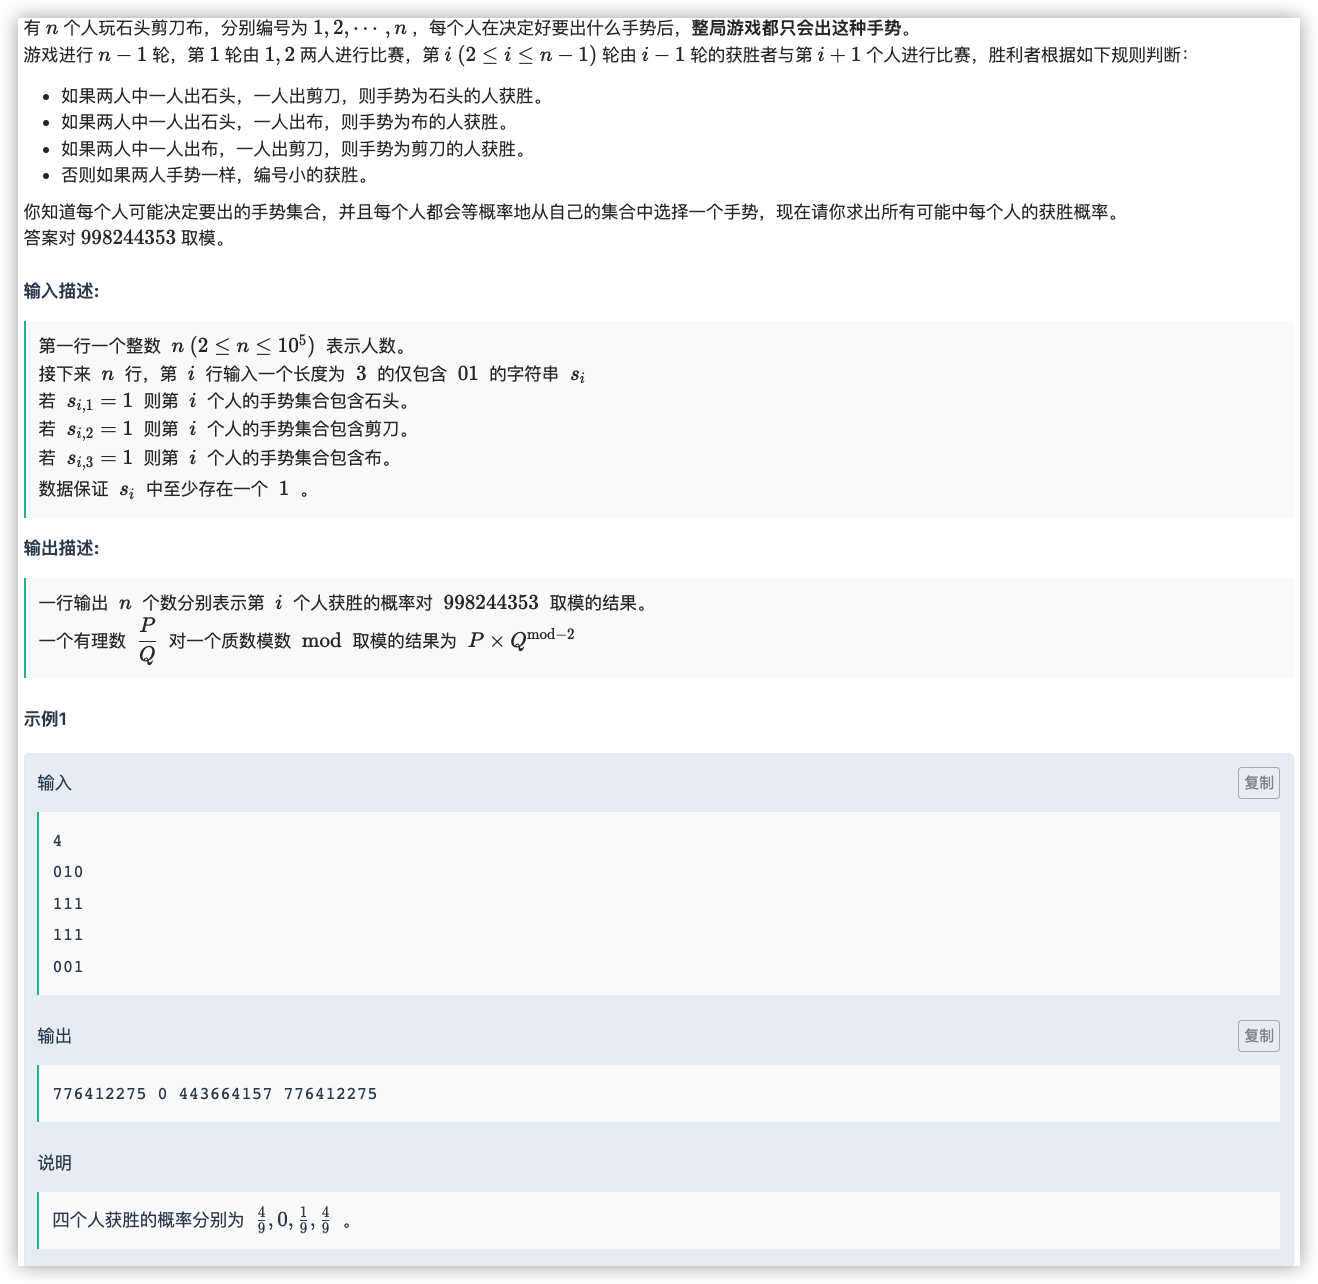 有 n 个人玩石头剪刀布，分别编号为 1, 2, ⋯ , n ，每个人在决定好要出什么手势后，整局游戏都只会出这种手势。
游戏进行 n − 1 轮，第 1 轮由 1, 2 两人进行比赛，第 i (2 ≤ i ≤ n − 1) 轮由 i − 1 轮的获胜者与第 i + 1 个人进行比赛，胜利者根据如下规则判断：
• 如果两人中一人出石头，一人出剪刀，则手势为石头的人获胜。
• 如果两人中一人出石头，一人出布，则手势为布的人获胜。
• 如果两人中一人出布，一人出剪刀，则手势为剪刀的人获胜。
• 否则如果两人手势一样，编号小的获胜。
你知道每个人可能决定要出的手势集合，并且每个人都会等概率地从自己的集合中选择一个手势，现在请你求出所有可能中每个人的获胜概率。
答案对 998244353 取模。
输入描述:
第一行一个整数 n (2 ≤ n ≤ 10^5) 表示人数。
接下来 n 行，第 i 行输入一个长度为 3 的仅包含 01 的字符串 s_i
若 s_{i,1} = 1 则第 i 个人的手势集合包含石头。
若 s_{i,2} = 1 则第 i 个人的手势集合包含剪刀。
若 s_{i,3} = 1 则第 i 个人的手势集合包含布。
数据保证 s_i 中至少存在一个 1 。
输出描述:
一行输出 n 个数分别表示第 i 个人获胜的概率对 998244353 取模的结果。
一个有理数 P/Q 对一个质数模数 mod 取模的结果为 P × Q^{mod−2}
示例1
输入
复制
4
010
111
111
001
输出
复制
776412275 0 443664157 776412275
说明
四个人获胜的概率分别为 4/9, 0, 1/9, 4/9 。